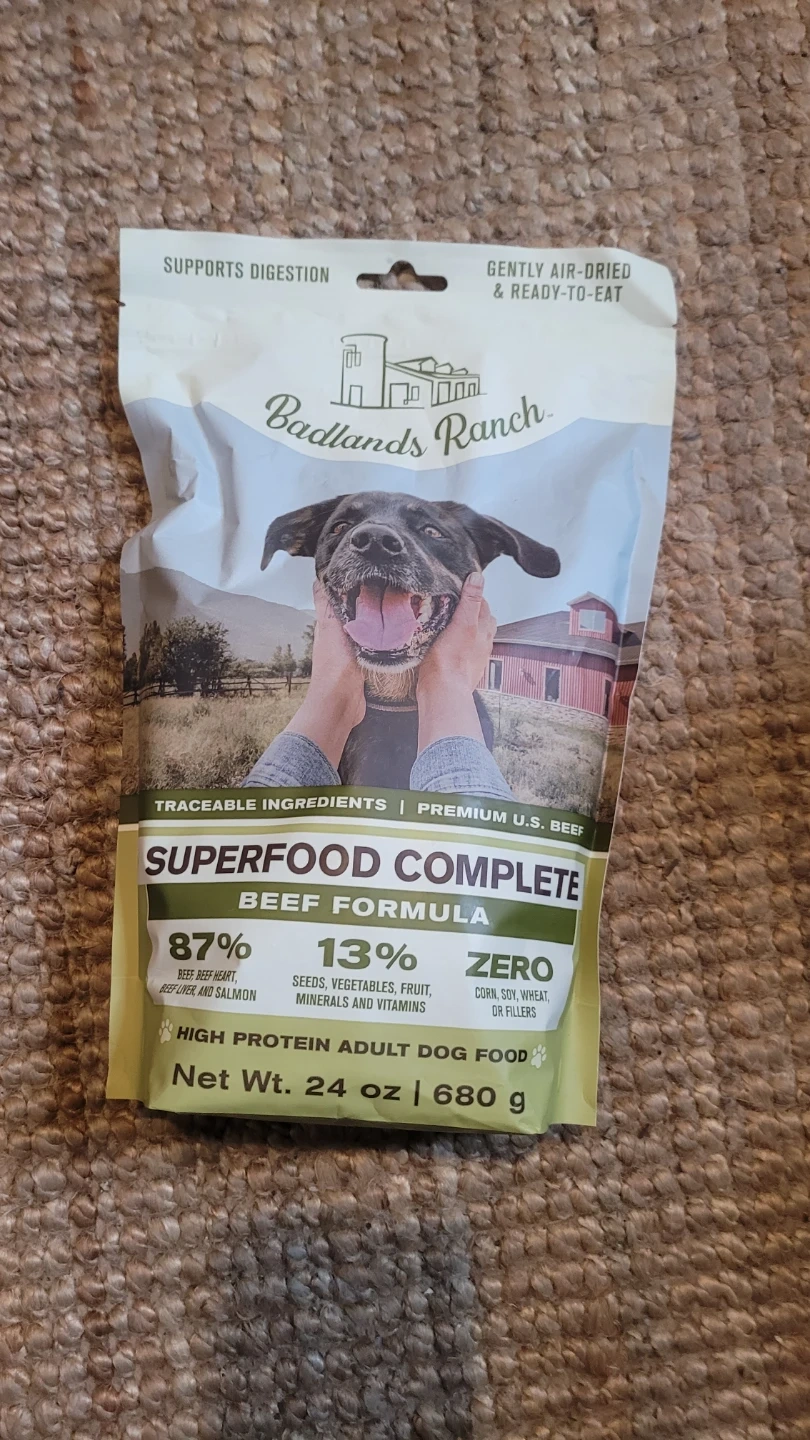 SUPPORTS DIGESTION
GENTLY AIR-DRIED
& READY-TO-EAT
Badlands Ranch™
TRACEABLE INGREDIENTS | PREMIUM U.S. BEEF
SUPERFOOD COMPLETE
BEEF FORMULA
87%
BEEF, BEEF HEART,
BEEF LIVER, AND SALMON
13%
SEEDS, VEGETABLES, FRUIT,
MINERALS AND VITAMINS
ZERO
CORN, SOY, WHEAT,
OR FILLERS
HIGH PROTEIN ADULT DOG FOOD
Net Wt. 24 oz | 680 g